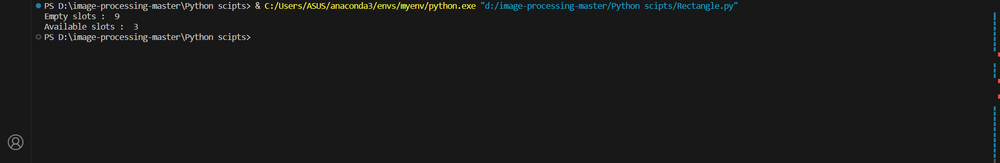 PS D:\image-processing-master\Python scipts> & C:/Users/ASUS/anaconda3/envs/myenv/python.exe "d:/image-processing-master/Python scipts/Rectangle.py"
Empty slots :  9
Available slots :  3
PS D:\image-processing-master\Python scipts>